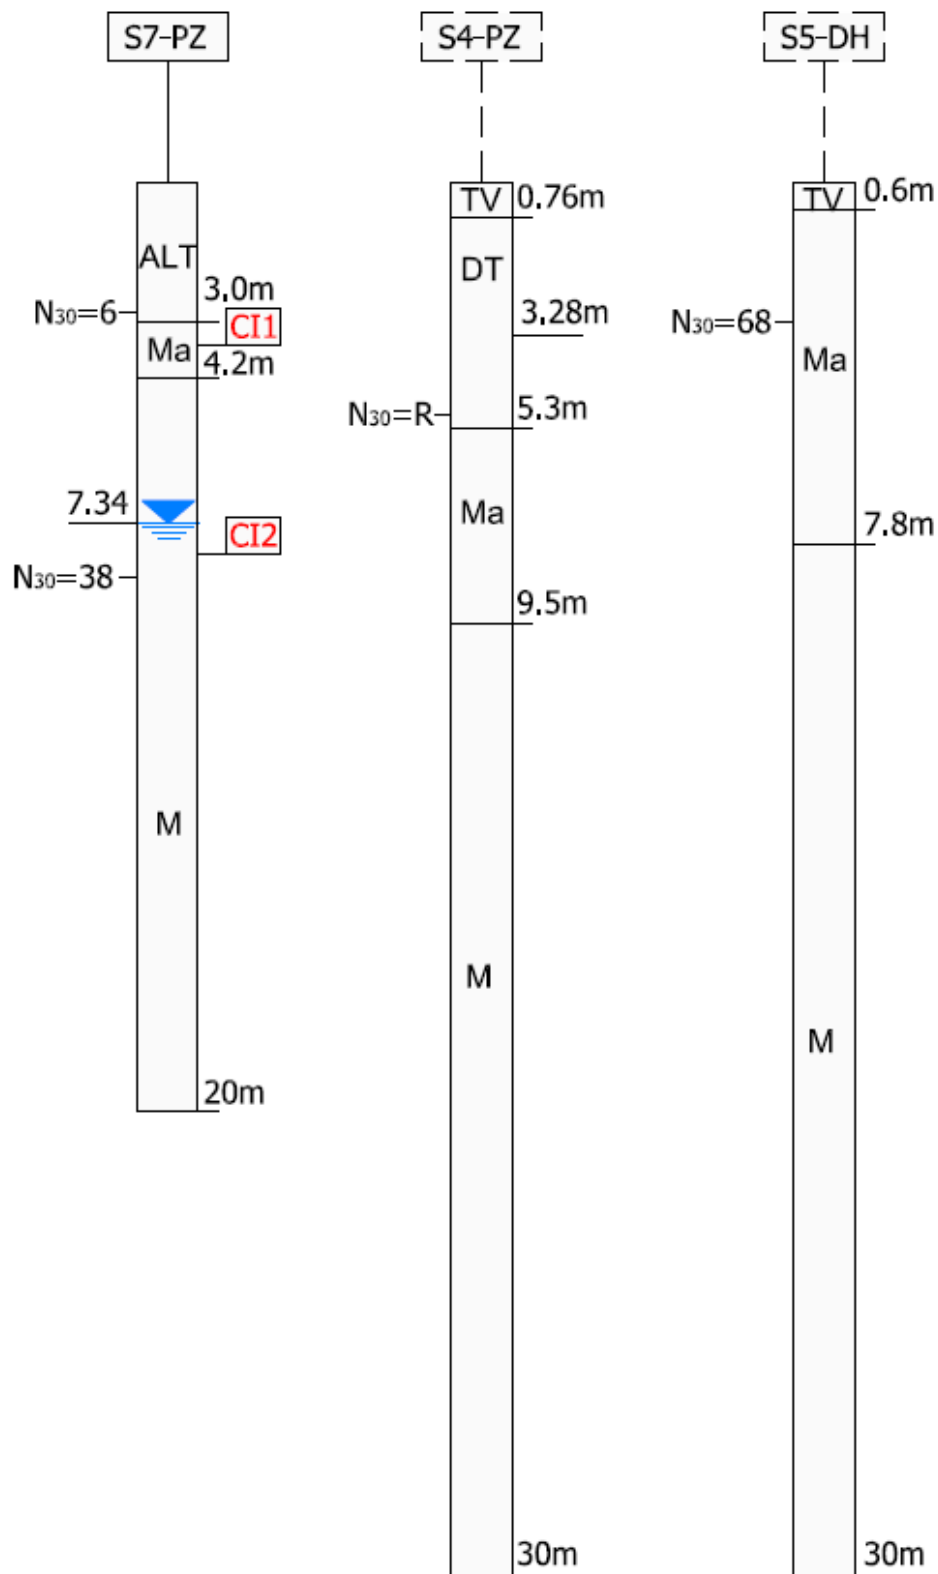 S7-PZ
ALT
3.0m
N30=6
CI1
Ma
4.2m
7.34
CI2
N30=38
M
20m
S4-PZ
TV
0.76m
DT
3.28m
N30=R
5.3m
Ma
9.5m
M
30m
S5-DH
TV
0.6m
N30=68
Ma
7.8m
M
30m